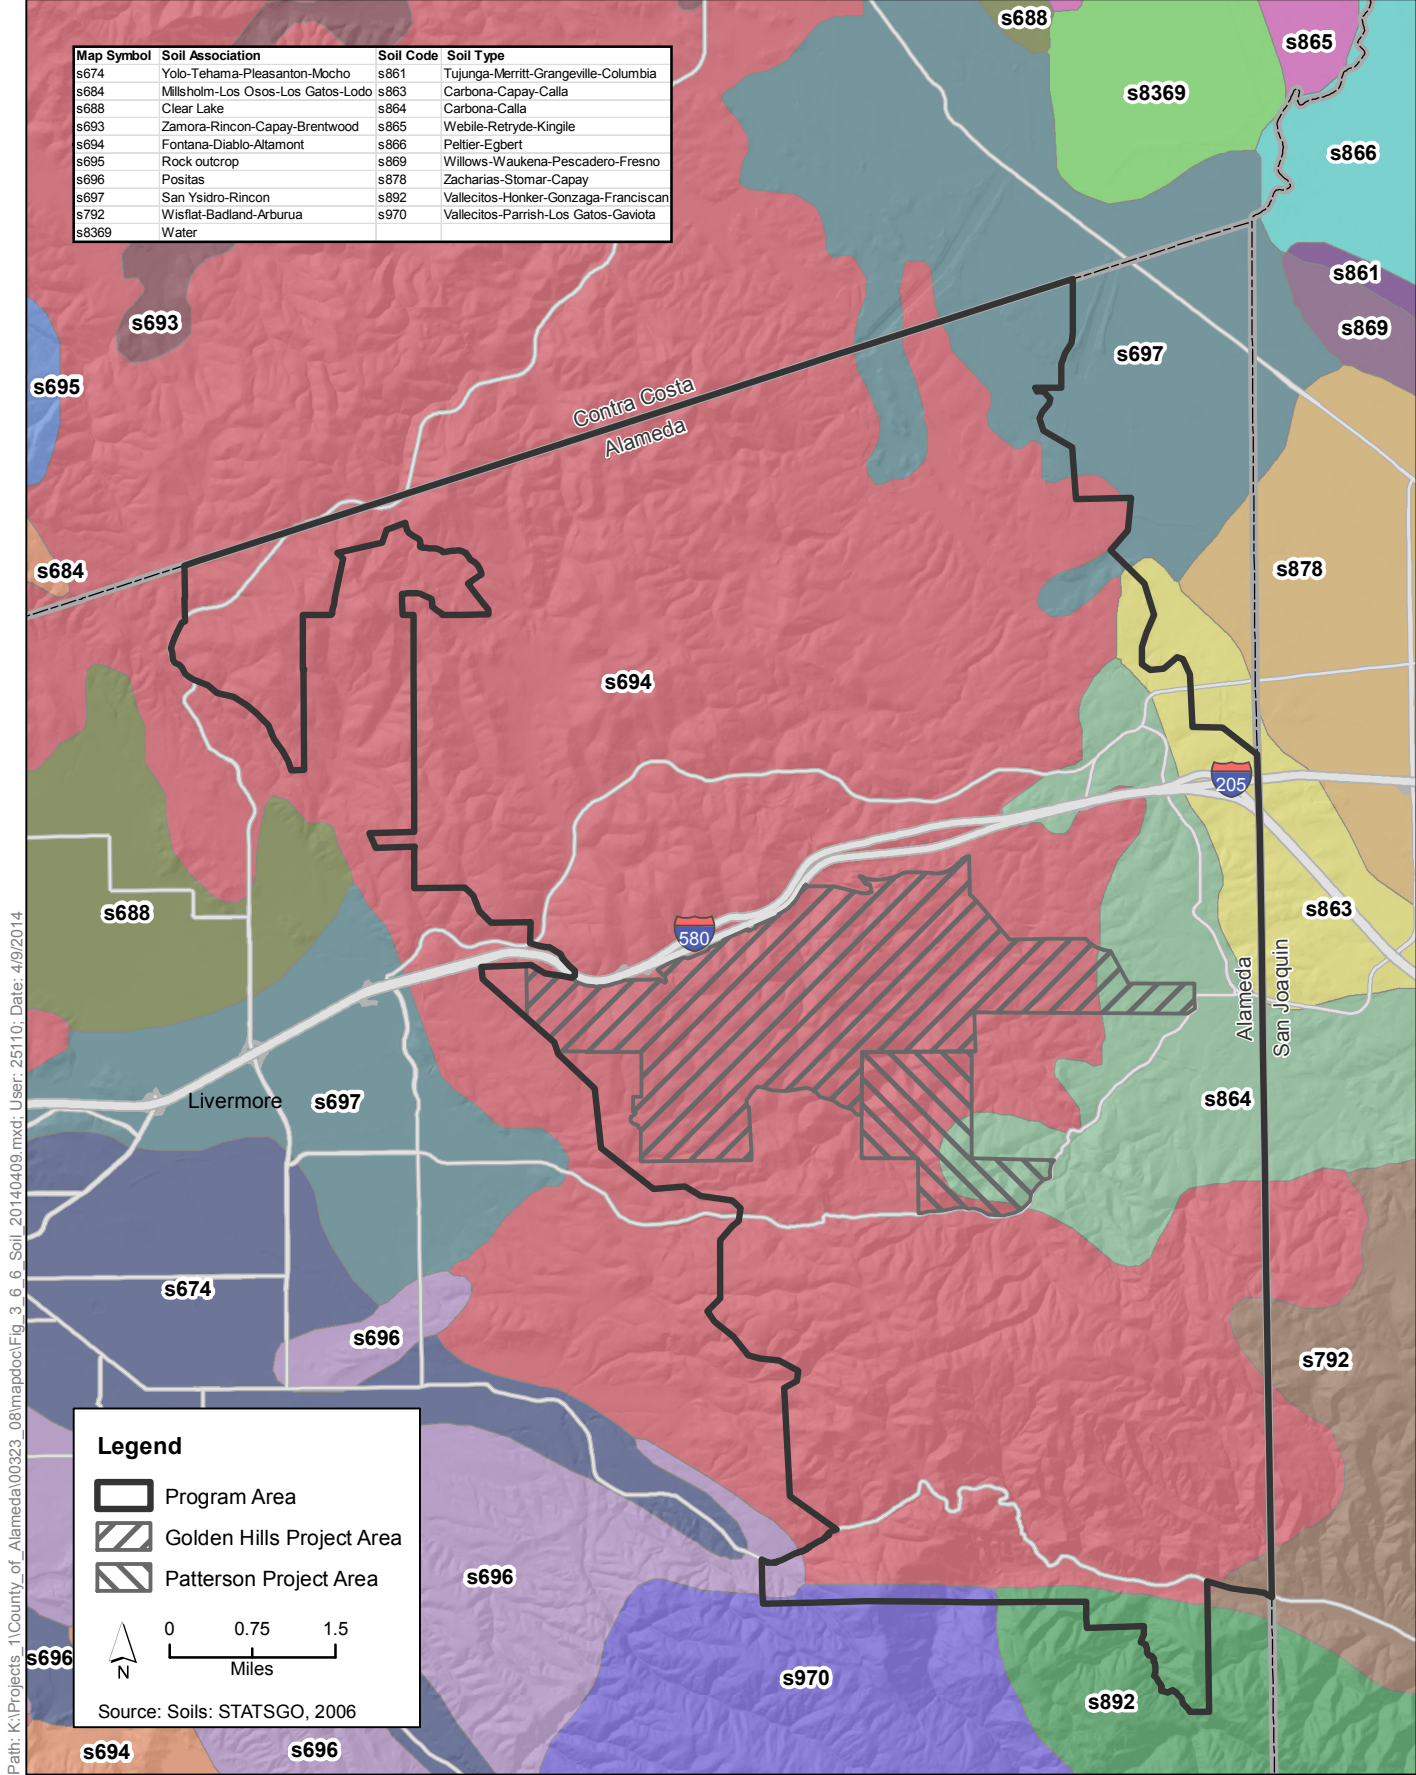 Map Symbol Soil Association Soil Code Soil Type
s674 Yolo-Tehama-Pleasanton-Mocho s861 Tujunga-Merritt-Grangeville-Columbia
s684 Millsholm-Los Osos-Los Gatos-Lodo s863 Carbona-Capay-Calla
s688 Clear Lake s864 Carbona-Calla
s693 Zamora-Rincon-Capay-Brentwood s865 Webile-Retryde-Kingile
s694 Fontana-Diablo-Altamont s866 Peltier-Egbert
s695 Rock outcrop s869 Willows-Waukena-Pescadero-Fresno
s696 Positas s878 Zacharias-Stomar-Capay
s697 San Ysidro-Rincon s892 Vallecitos-Honker-Gonzaga-Franciscan
s792 Wisflat-Badland-Arburua s970 Vallecitos-Parrish-Los Gatos-Gaviota
s8369 Water
s688
s865
s8369
s866
s861
s693
s869
s697
s695
Contra Costa
Alameda
s684
s878
s694
205
s688
s863
580
Alameda
San Joaquin
Livermore
s697
s864
s674
s696
s792
Legend
Program Area
Golden Hills Project Area
Patterson Project Area
N
0 0.75 1.5
Miles
Source: Soils: STATSGO, 2006
s696
s696
s970
s892
s694
s696
Path: K:\Projects_1\County_of_Alameda\00323_08\mapdoc\Fig_3_6_6_Soil_20140409.mxd; User: 25110; Date: 4/9/2014